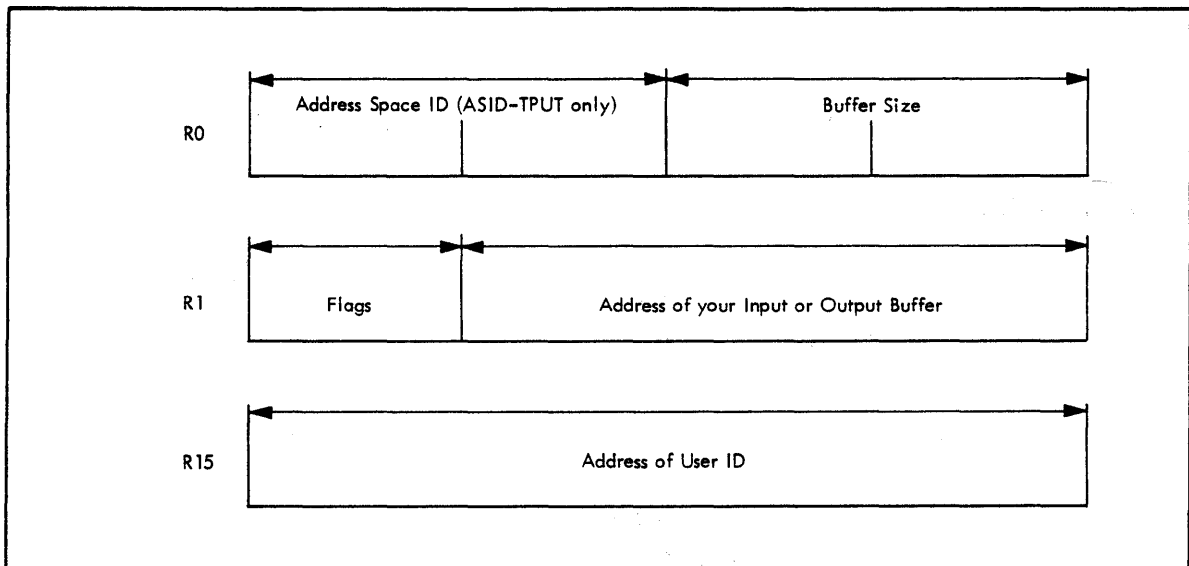 Address Space ID (ASID-TPUT only)
Buffer Size
R0
R1
Flags
Address of your Input or Output Buffer
R15
Address of User ID